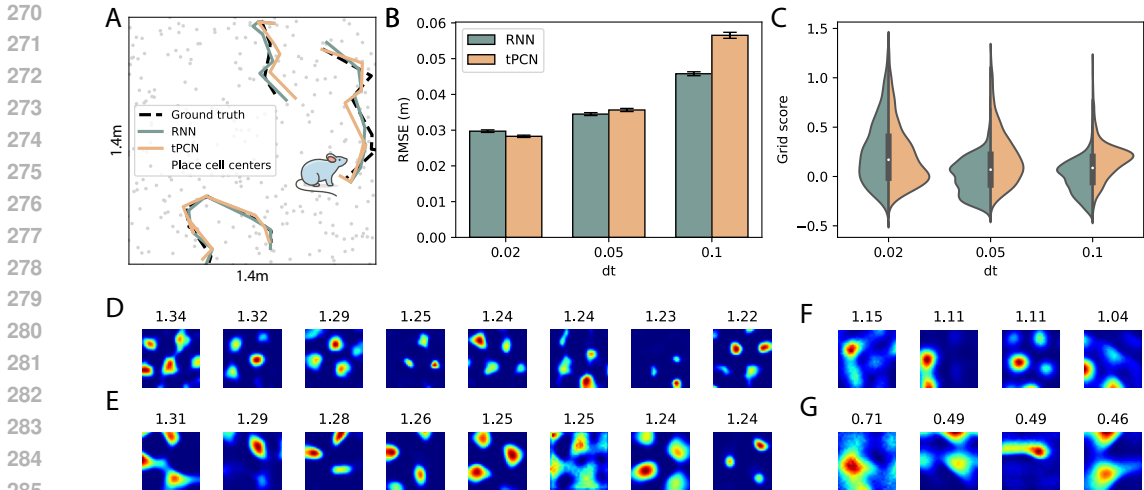 270
271
272
273
274
275
276
277
278
279
280
281
282
283
284
285
A
1.4m
1.4m
Ground truth
RNN
tPCN
Place cell centers
B
RMSE (m)
0.06
0.05
0.04
0.03
0.02
0.01
0.00
RNN
tPCN
0.02 0.05 0.1
dt
C
Grid score
1.5
1.0
0.5
0.0
−0.5
0.02 0.05 0.1
dt
D
1.34 1.32 1.29 1.25 1.24 1.24 1.23 1.22
E
1.31 1.29 1.28 1.26 1.25 1.25 1.24 1.24
F
1.15 1.11 1.11 1.04
G
0.71 0.49 0.49 0.46